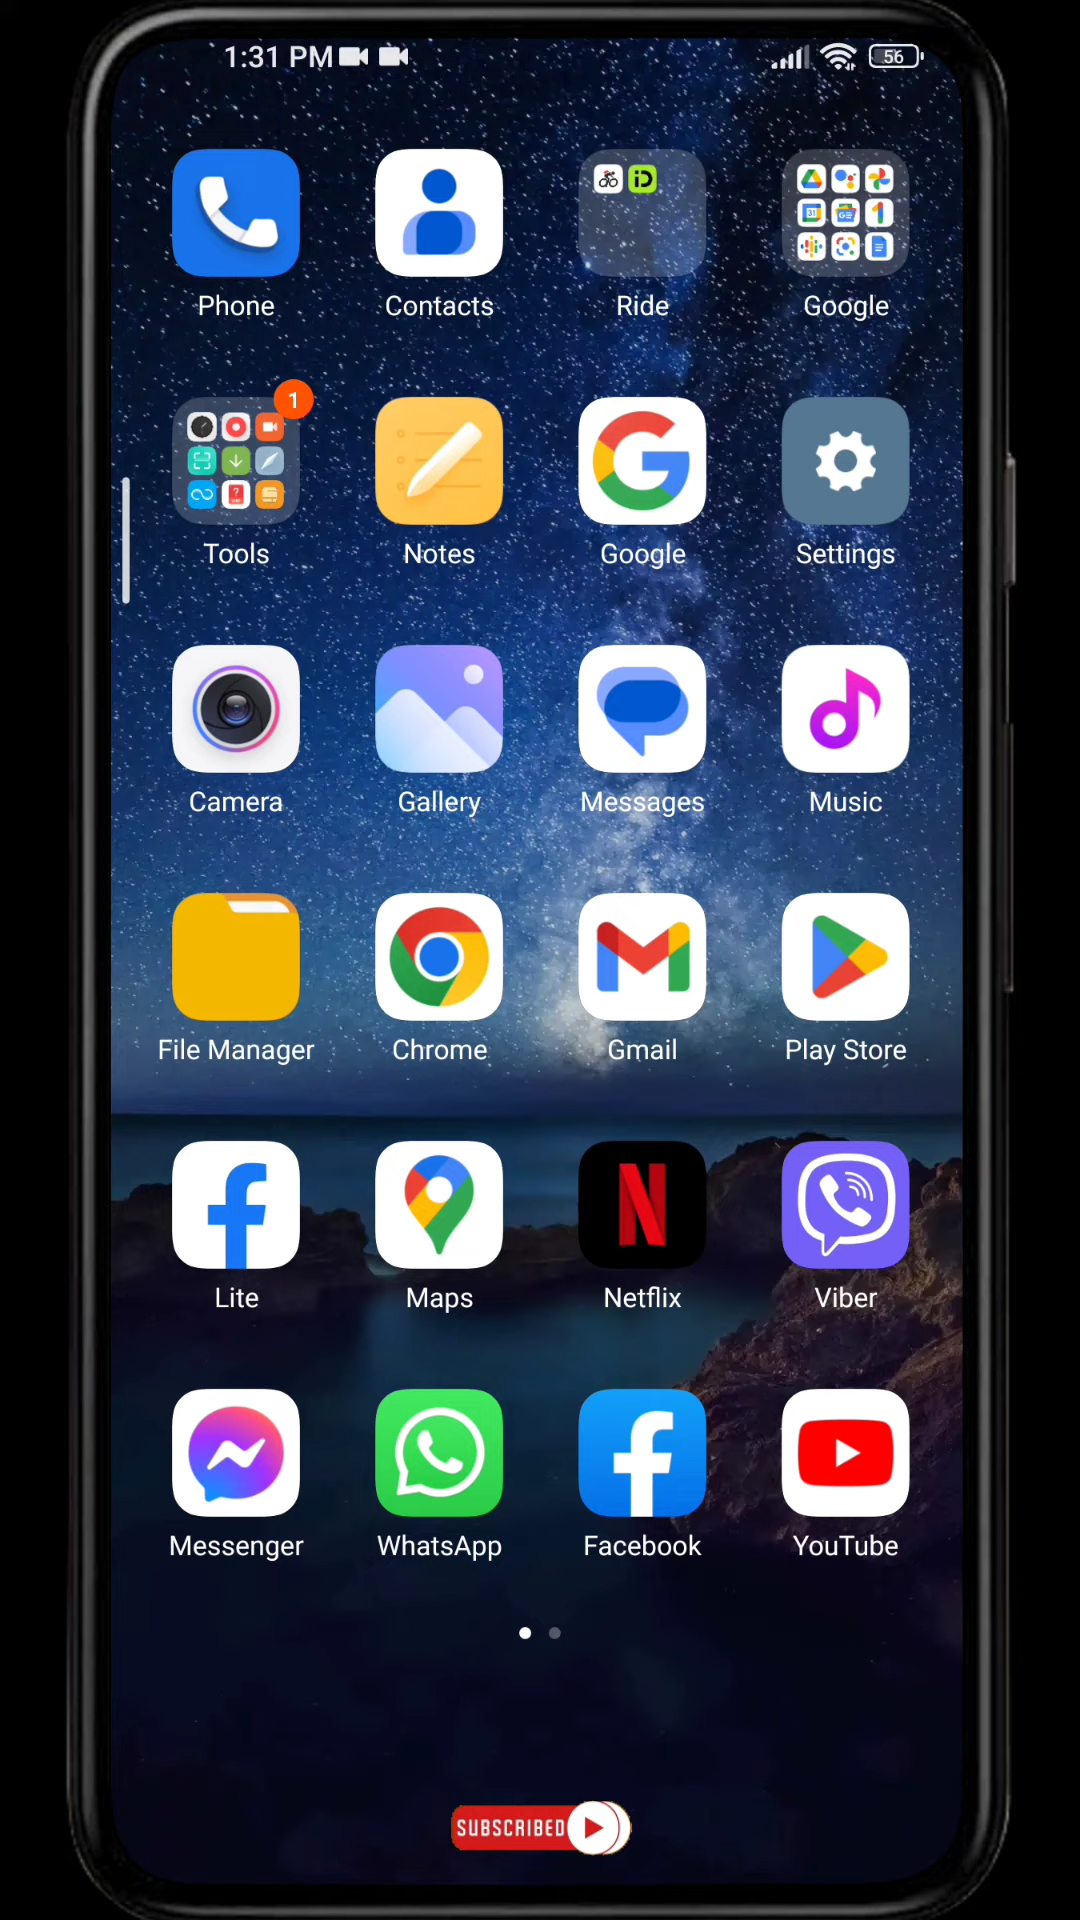 1:31 PM 56
Phone Contacts Ride Google
1
Tools Notes Google Settings
Camera Gallery Messages Music
File Manager Chrome Gmail Play Store
Lite Maps Netflix Viber
Messenger WhatsApp Facebook YouTube
SUBSCRIBED